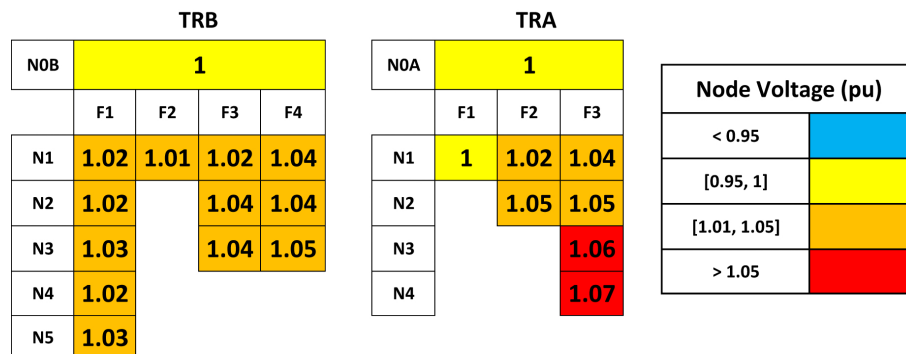 TRB
N0B 1
F1 F2 F3 F4
N1 1.02 1.01 1.02 1.04
N2 1.02 1.04 1.04
N3 1.03 1.04 1.05
N4 1.02
N5 1.03
TRA
N0A 1
F1 F2 F3
N1 1 1.02 1.04
N2 1.05 1.05
N3 1.06
N4 1.07
Node Voltage (pu)
< 0.95
[0.95, 1]
[1.01, 1.05]
> 1.05